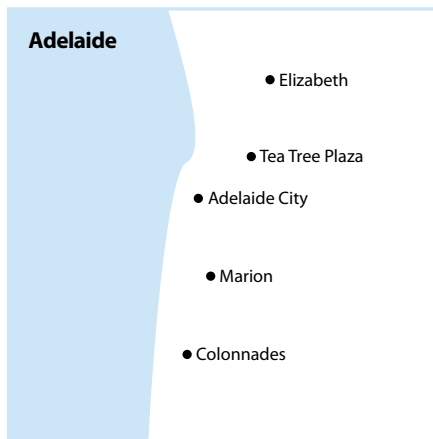 Adelaide
Elizabeth
Tea Tree Plaza
Adelaide City
Marion
Colonnades